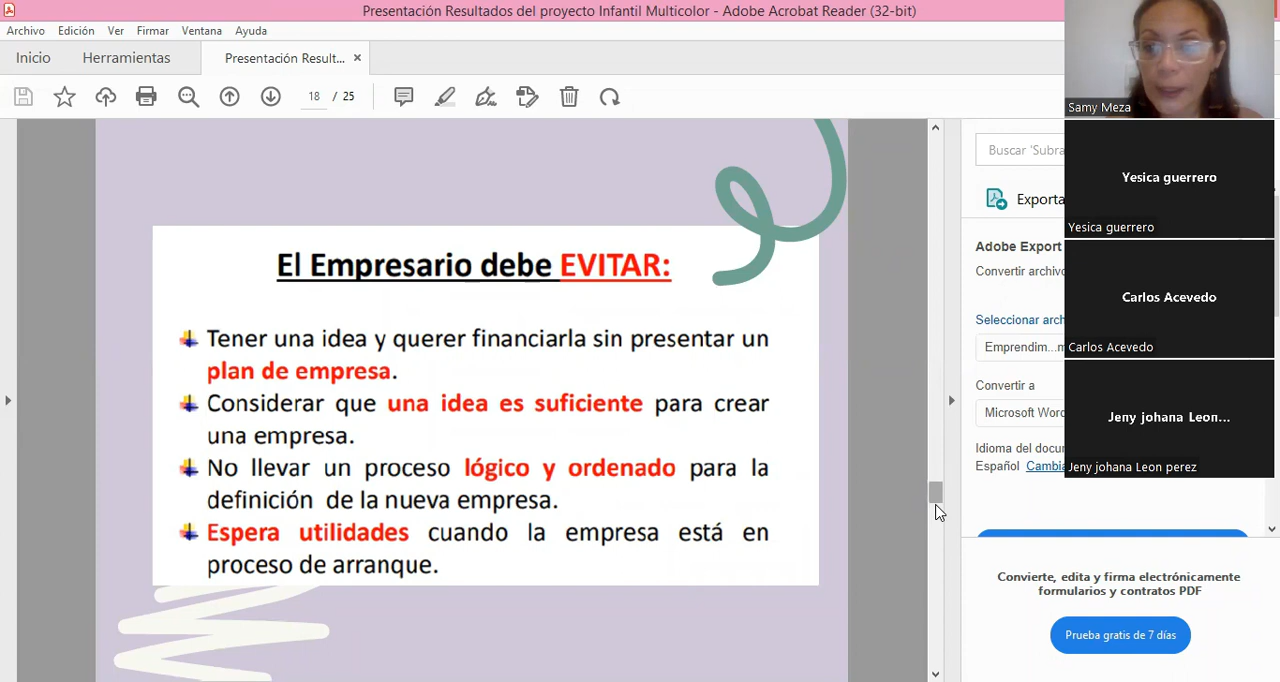 Presentación Resultados del proyecto Infantil Multicolor - Adobe Acrobat Reader (32-bit)
Archivo Edición Ver Firmar Ventana Ayuda
Inicio Herramientas Presentación Result... ×
18 / 25
El Empresario debe EVITAR:
Tener una idea y querer financiarla sin presentar un
plan de empresa.
Considerar que una idea es suficiente para crear
una empresa.
No llevar un proceso lógico y ordenado para la
definición de la nueva empresa.
Espera utilidades cuando la empresa está en
proceso de arranque.
Buscar 'Subra
Exporta
Adobe Export
Convertir archivo
Seleccionar arch
Emprendim...m
Convertir a
Microsoft Word
Idioma del docum
Español Cambia
Convierte, edita y firma electrónicamente
formularios y contratos PDF
Prueba gratis de 7 días
Samy Meza
Yesica guerrero
Yesica guerrero
Carlos Acevedo
Carlos Acevedo
Jeny johana Leon...
Jeny johana Leon perez